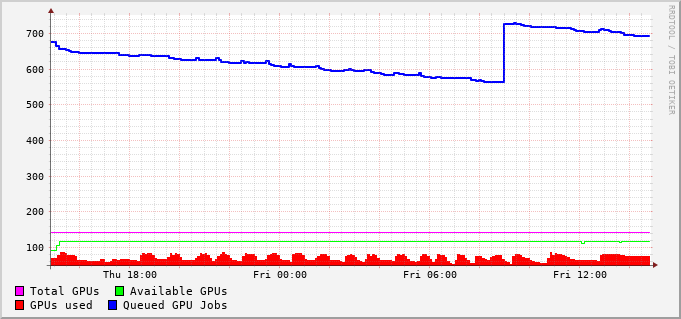 RRDTOOL / TOBI OETIKER
700
600
500
400
300
200
100
Thu 18:00 Fri 00:00 Fri 06:00 Fri 12:00
Total GPUs Available GPUs
GPUs used Queued GPU Jobs